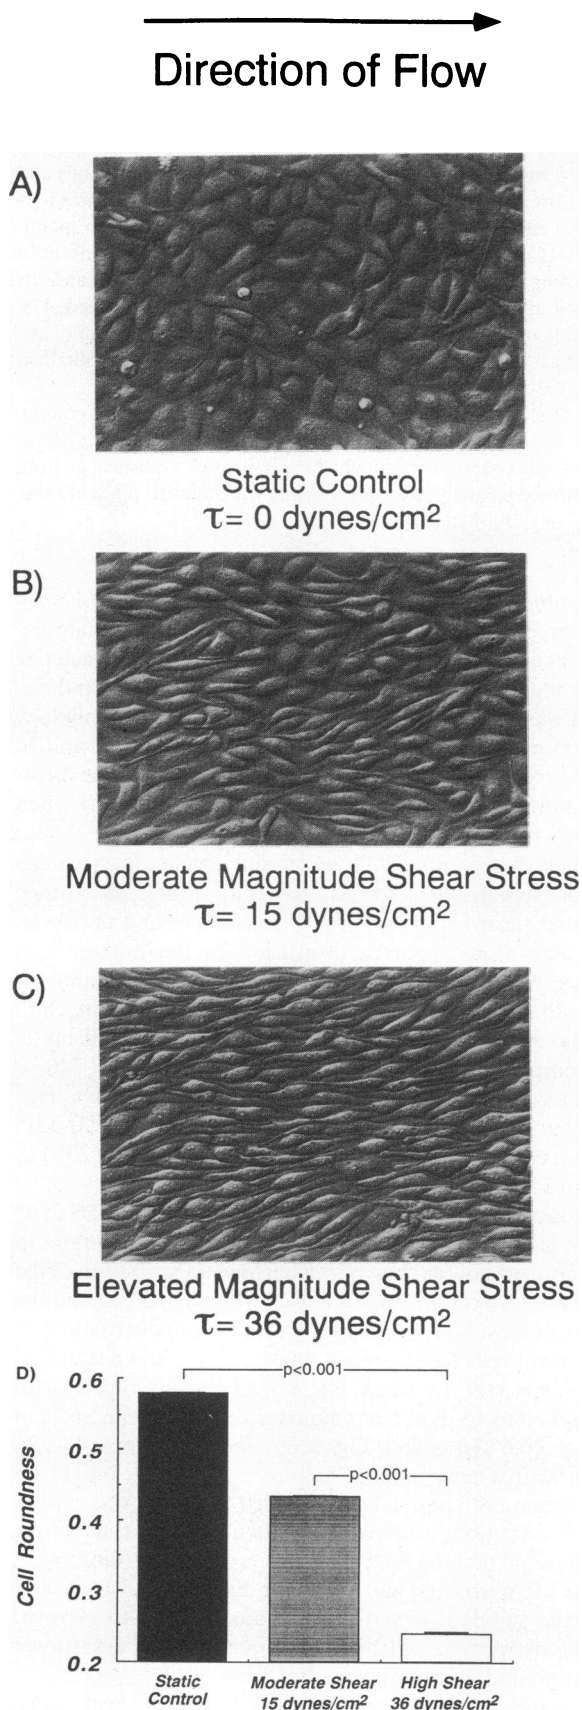 Direction of Flow
A)
Static Control
τ= 0 dynes/cm²
B)
Moderate Magnitude Shear Stress
τ= 15 dynes/cm²
C)
Elevated Magnitude Shear Stress
τ= 36 dynes/cm²
D)
p<0.001
p<0.001
Cell Roundness
0.6
0.5
0.4
0.3
0.2
Static
Control
Moderate Shear
15 dynes/cm²
High Shear
36 dynes/cm²